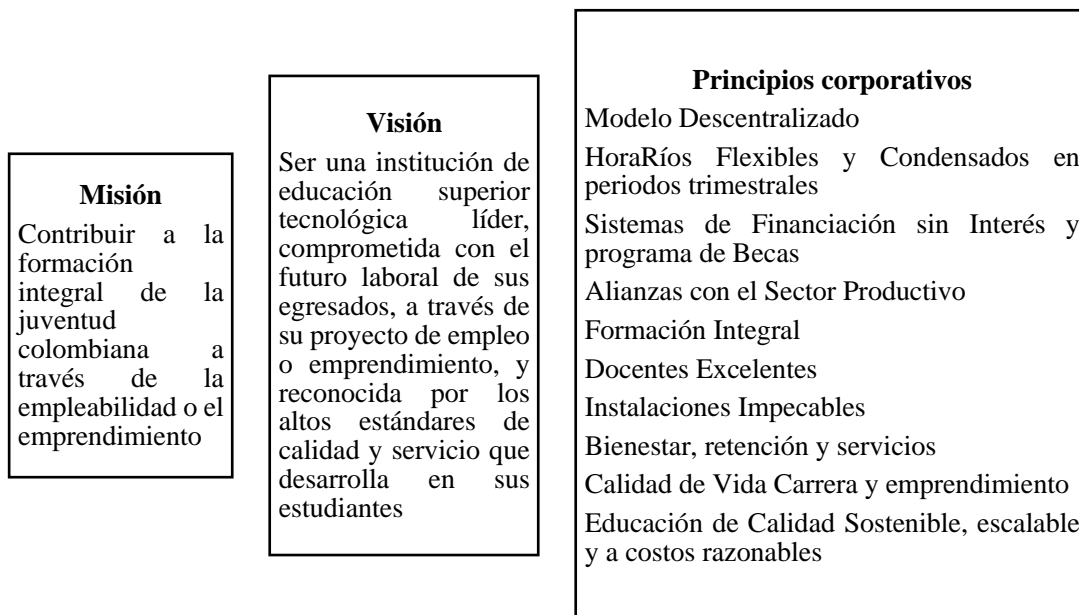 Misión
Contribuir a la
formación
integral de la
juventud
colombiana a
través de la
empleabilidad o el
emprendimiento
Visión
Ser una institución de
educación superior
tecnológica líder,
comprometida con el
futuro laboral de sus
egresados, a través de
su proyecto de empleo
o emprendimiento, y
reconocida por los
altos estándares de
calidad y servicio que
desarrolla en sus
estudiantes
Principios corporativos
Modelo Descentralizado
HoraRíos Flexibles y Condensados en
periodos trimestrales
Sistemas de Financiación sin Interés y
programa de Becas
Alianzas con el Sector Productivo
Formación Integral
Docentes Excelentes
Instalaciones Impecables
Bienestar, retención y servicios
Calidad de Vida Carrera y emprendimiento
Educación de Calidad Sostenible, escalable
y a costos razonables